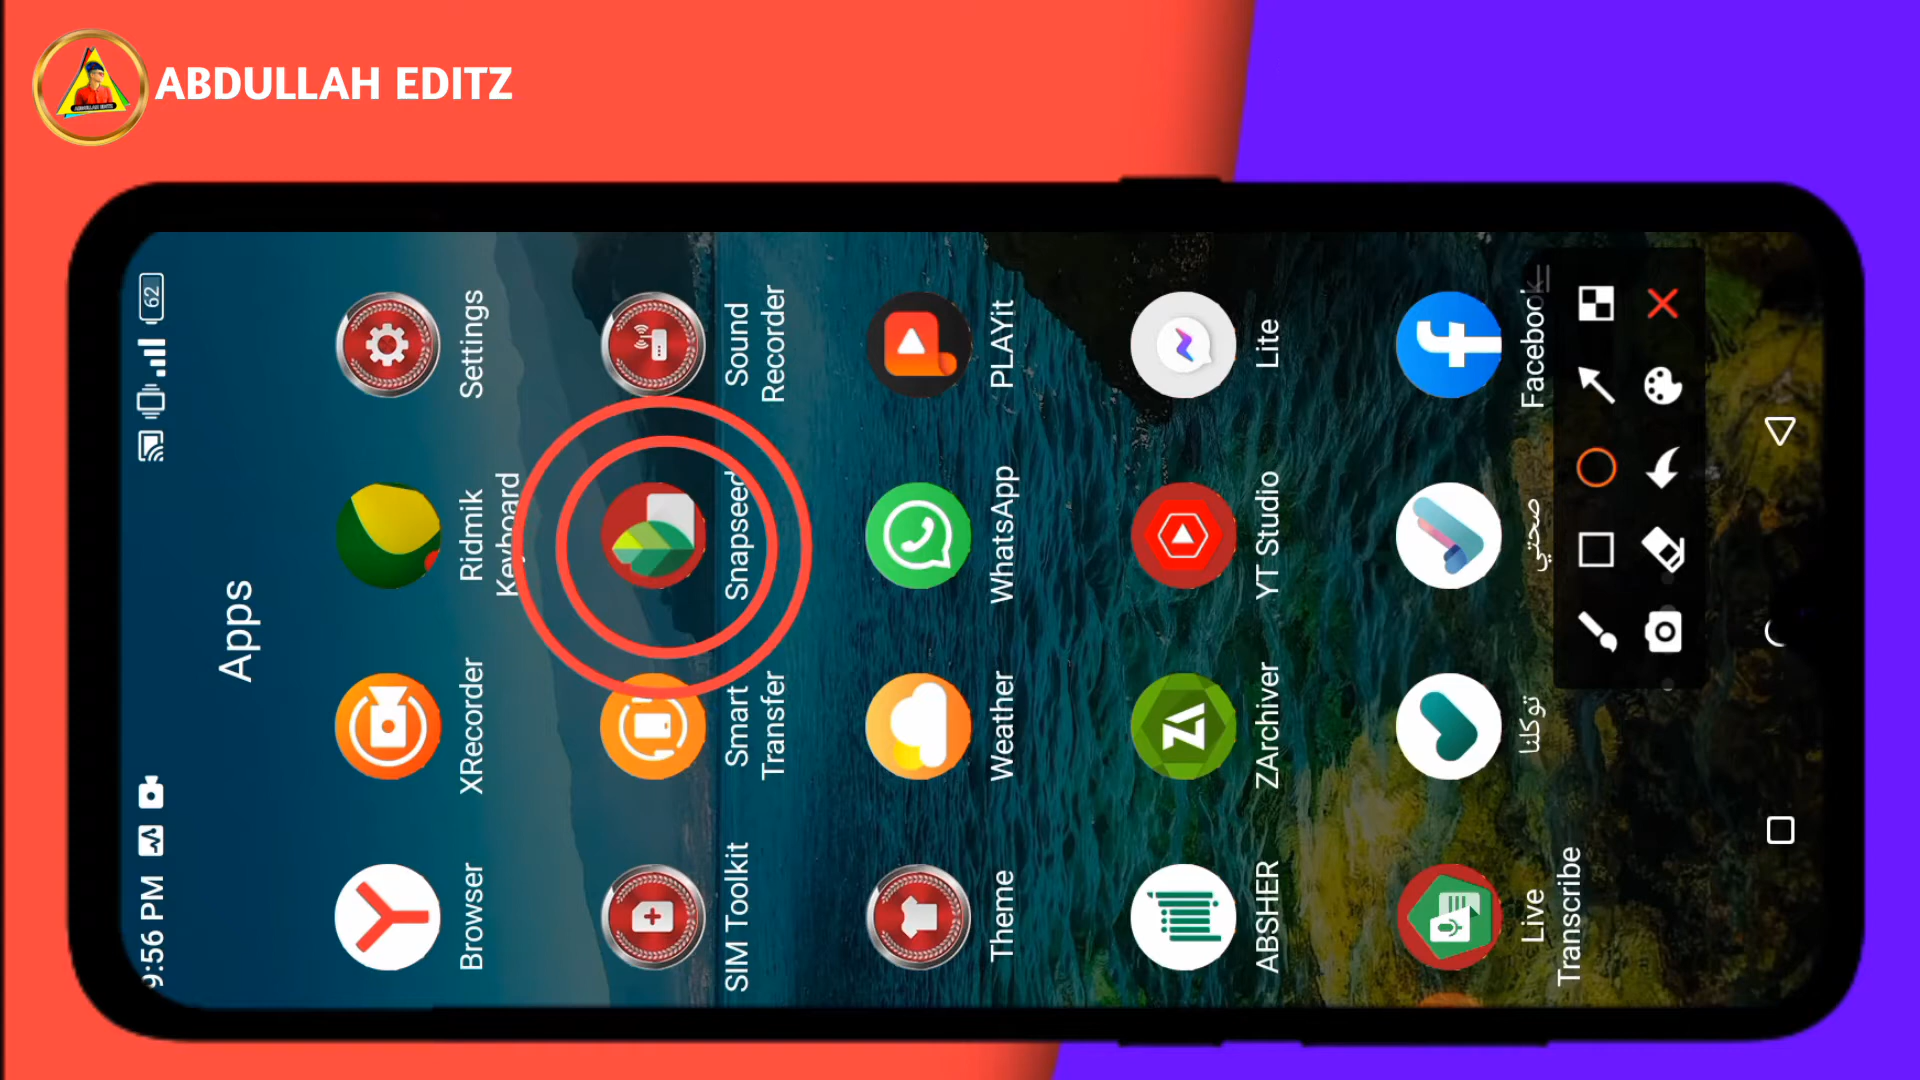 ABDULLAH EDITZ
9:56 PM
62
Apps
Browser
XRecorder
Ridmik
Keyboard
Settings
SIM Toolkit
Smart
Transfer
Snapseed
Sound
Recorder
Theme
Weather
WhatsApp
PLAYit
ABSHER
ZArchiver
YT Studio
Lite
Live
Transcribe
توكلنا
صحتي
Facebook